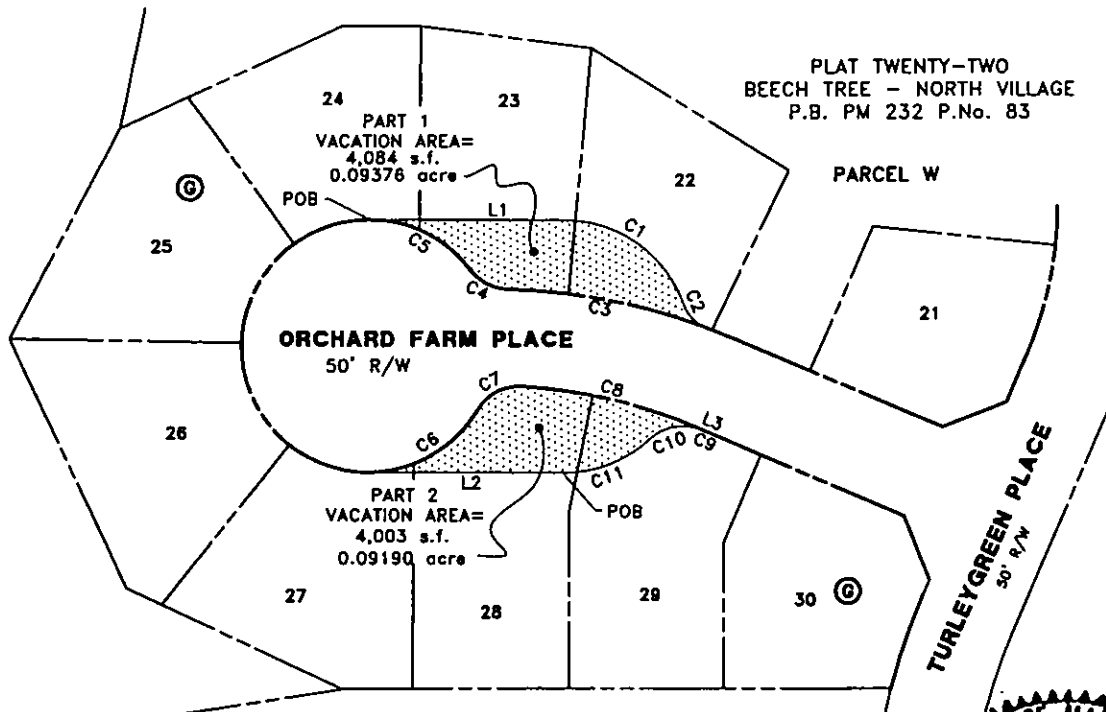 PLAT TWENTY-TWO
BEECH TREE - NORTH VILLAGE
P.B. PM 232 P.No. 83
PARCEL W
24
23
22
PART 1
VACATION AREA=
4,084 s.f.
0.09376 acre
G
POB
L1
C1
25
C5
C4
C3
C2
21
ORCHARD FARM PLACE
50' R/W
C7
C8
L3
26
C6
C10
C9
L2
C11
PART 2
VACATION AREA=
4,003 s.f.
0.09190 acre
POB
27
28
29
30
G
TURLEYGREEN PLACE
50' R/W